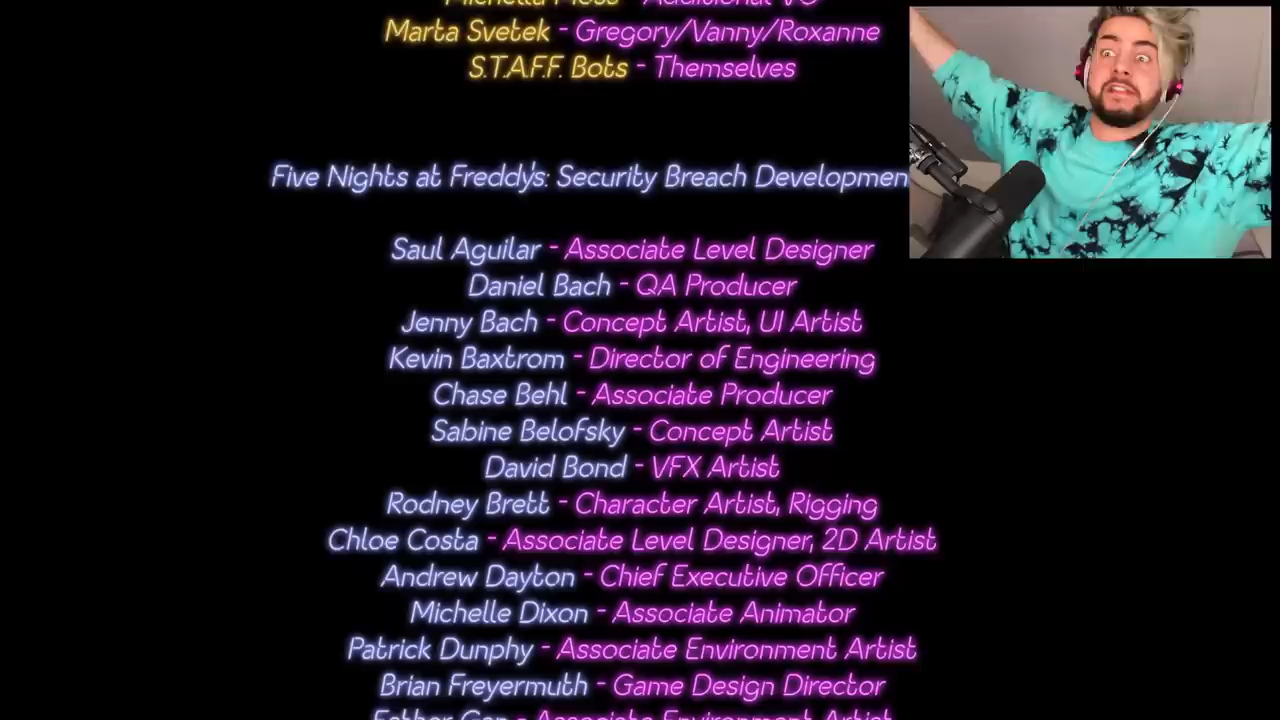 Marta Svetek - Gregory/Vanny/Roxanne
S.T.A.F.F. Bots - Themselves
Five Nights at Freddy's: Security Breach
Saul Aguilar - Associate Level Designer
Daniel Bach - QA Producer
Jenny Bach - Concept Artist, UI Artist
Kevin Baxtrom - Director of Engineering
Chase Behl - Associate Producer
Sabine Belofsky - Concept Artist
David Bond - VFX Artist
Rodney Brett - Character Artist, Rigging
Chloe Costa - Associate Level Designer, 2D Artist
Andrew Dayton - Chief Executive Officer
Michelle Dixon - Associate Animator
Patrick Dunphy - Associate Environment Artist
Brian Freyermuth - Game Design Director
Associate Environment Artist